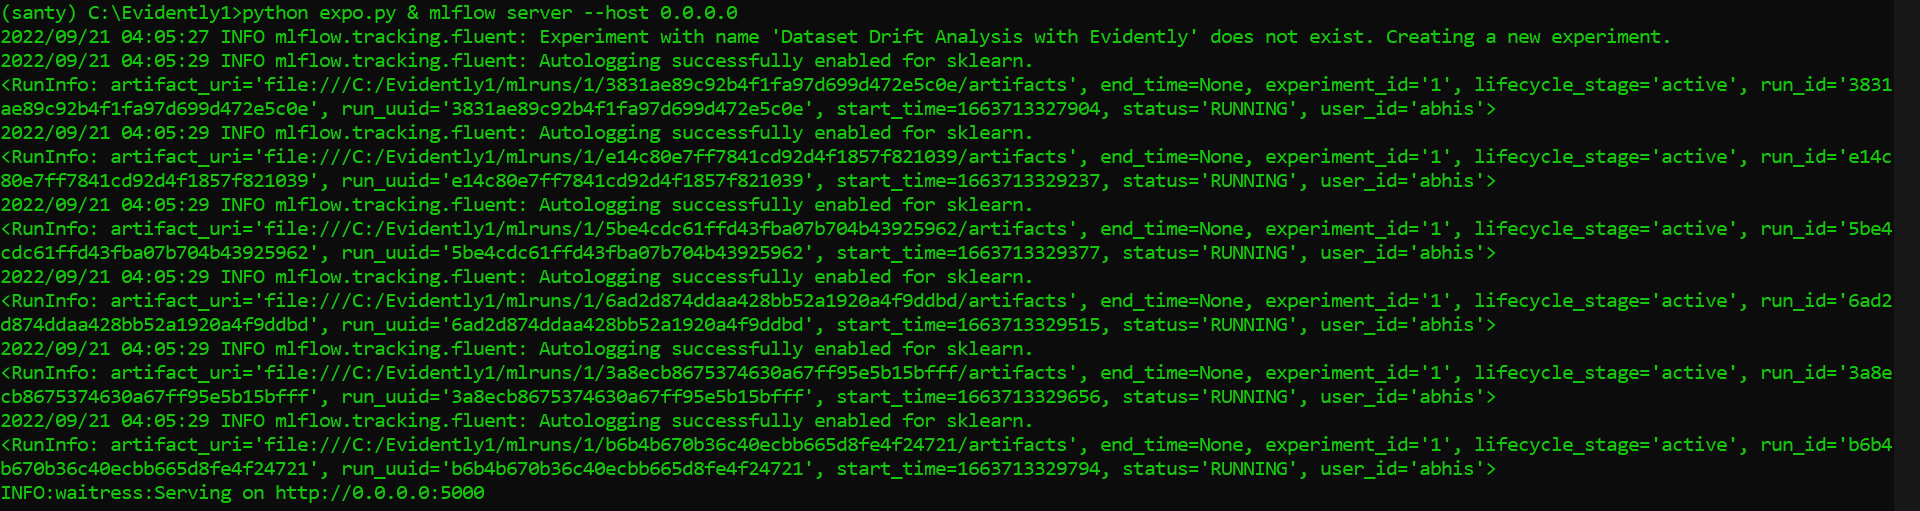 (santy) C:\Evidently1>python expo.py & mlflow server --host 0.0.0.0
2022/09/21 04:05:27 INFO mlflow.tracking.fluent: Experiment with name 'Dataset Drift Analysis with Evidently' does not exist. Creating a new experiment.
2022/09/21 04:05:29 INFO mlflow.tracking.fluent: Autologging successfully enabled for sklearn.
<RunInfo: artifact_uri='file:///C:/Evidently1/mlruns/1/3831ae89c92b4f1fa97d699d472e5c0e/artifacts', end_time=None, experiment_id='1', lifecycle_stage='active', run_id='3831
ae89c92b4f1fa97d699d472e5c0e', run_uuid='3831ae89c92b4f1fa97d699d472e5c0e', start_time=1663713327904, status='RUNNING', user_id='abhis'>
2022/09/21 04:05:29 INFO mlflow.tracking.fluent: Autologging successfully enabled for sklearn.
<RunInfo: artifact_uri='file:///C:/Evidently1/mlruns/1/e14c80e7ff7841cd92d4f1857f821039/artifacts', end_time=None, experiment_id='1', lifecycle_stage='active', run_id='e14c
80e7ff7841cd92d4f1857f821039', run_uuid='e14c80e7ff7841cd92d4f1857f821039', start_time=1663713329237, status='RUNNING', user_id='abhis'>
2022/09/21 04:05:29 INFO mlflow.tracking.fluent: Autologging successfully enabled for sklearn.
<RunInfo: artifact_uri='file:///C:/Evidently1/mlruns/1/5be4cdc61ffd43fba07b704b43925962/artifacts', end_time=None, experiment_id='1', lifecycle_stage='active', run_id='5be4
cdc61ffd43fba07b704b43925962', run_uuid='5be4cdc61ffd43fba07b704b43925962', start_time=1663713329377, status='RUNNING', user_id='abhis'>
2022/09/21 04:05:29 INFO mlflow.tracking.fluent: Autologging successfully enabled for sklearn.
<RunInfo: artifact_uri='file:///C:/Evidently1/mlruns/1/6ad2d874ddaa428bb52a1920a4f9ddbd/artifacts', end_time=None, experiment_id='1', lifecycle_stage='active', run_id='6ad2
d874ddaa428bb52a1920a4f9ddbd', run_uuid='6ad2d874ddaa428bb52a1920a4f9ddbd', start_time=1663713329515, status='RUNNING', user_id='abhis'>
2022/09/21 04:05:29 INFO mlflow.tracking.fluent: Autologging successfully enabled for sklearn.
<RunInfo: artifact_uri='file:///C:/Evidently1/mlruns/1/3a8ecb8675374630a67ff95e5b15bfff/artifacts', end_time=None, experiment_id='1', lifecycle_stage='active', run_id='3a8e
cb8675374630a67ff95e5b15bfff', run_uuid='3a8ecb8675374630a67ff95e5b15bfff', start_time=1663713329656, status='RUNNING', user_id='abhis'>
2022/09/21 04:05:29 INFO mlflow.tracking.fluent: Autologging successfully enabled for sklearn.
<RunInfo: artifact_uri='file:///C:/Evidently1/mlruns/1/b6b4b670b36c40ecbb665d8fe4f24721/artifacts', end_time=None, experiment_id='1', lifecycle_stage='active', run_id='b6b4
b670b36c40ecbb665d8fe4f24721', run_uuid='b6b4b670b36c40ecbb665d8fe4f24721', start_time=1663713329794, status='RUNNING', user_id='abhis'>
INFO:waitress:Serving on http://0.0.0.0:5000